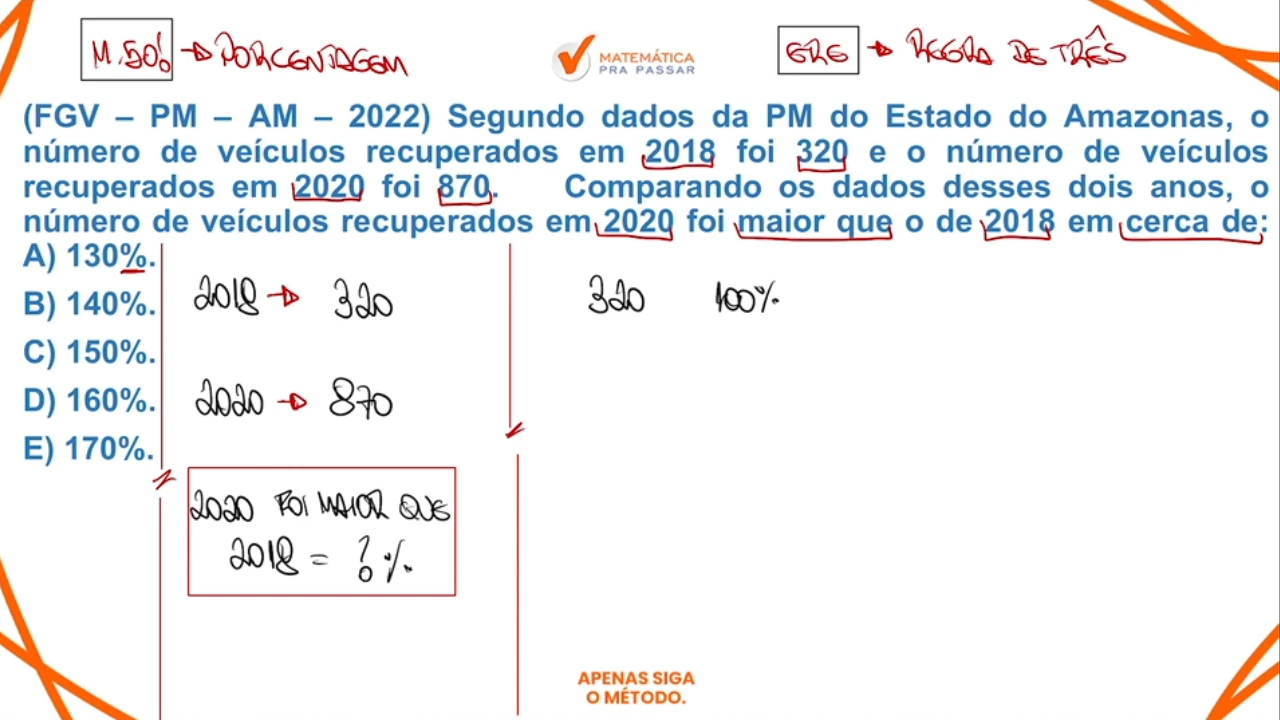 M.50! → PORCENTAGEM
MATEMÁTICA
PRA PASSAR
GRG → REGRA DE TRÊS
(FGV – PM – AM – 2022) Segundo dados da PM do Estado do Amazonas, o
número de veículos recuperados em 2018 foi 320 e o número de veículos
recuperados em 2020 foi 870. Comparando os dados desses dois anos, o
número de veículos recuperados em 2020 foi maior que o de 2018 em cerca de:
A) 130%.
B) 140%.
C) 150%.
D) 160%.
E) 170%.
2018 → 320
2020 → 870
2020 FOI MAIOR QUE
2018 = ?%
320 100%
APENAS SIGA
O MÉTODO.